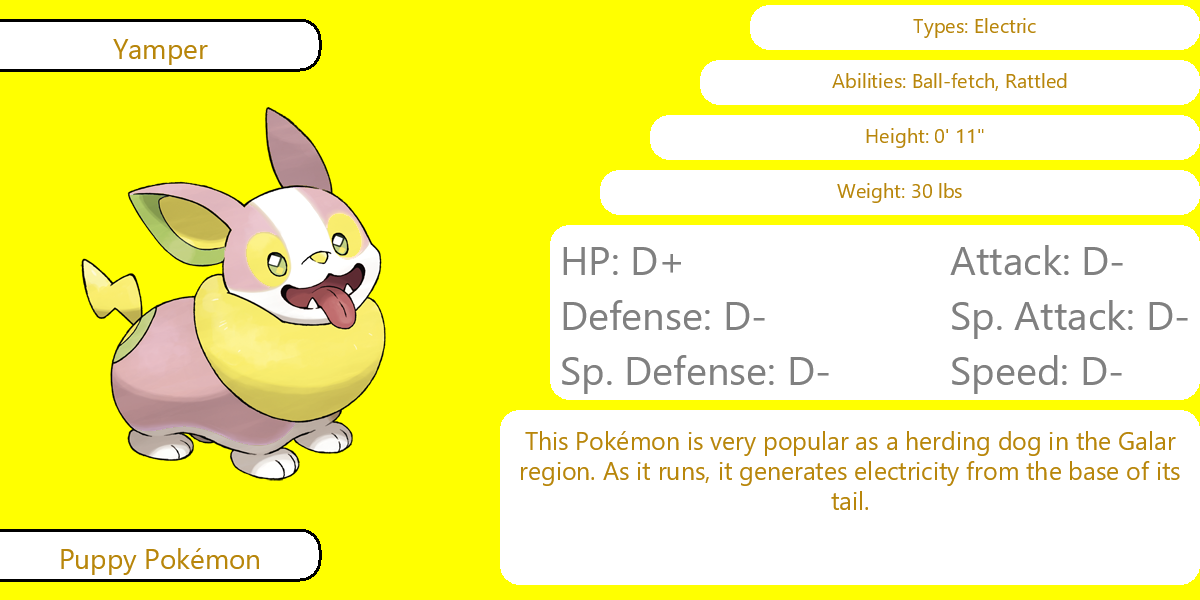 Yamper
Types: Electric
Abilities: Ball-fetch, Rattled
Height: 0' 11"
Weight: 30 lbs
HP: D+
Attack: D-
Defense: D-
Sp. Attack: D-
Sp. Defense: D-
Speed: D-
This Pokémon is very popular as a herding dog in the Galar
region. As it runs, it generates electricity from the base of its
tail.
Puppy Pokémon